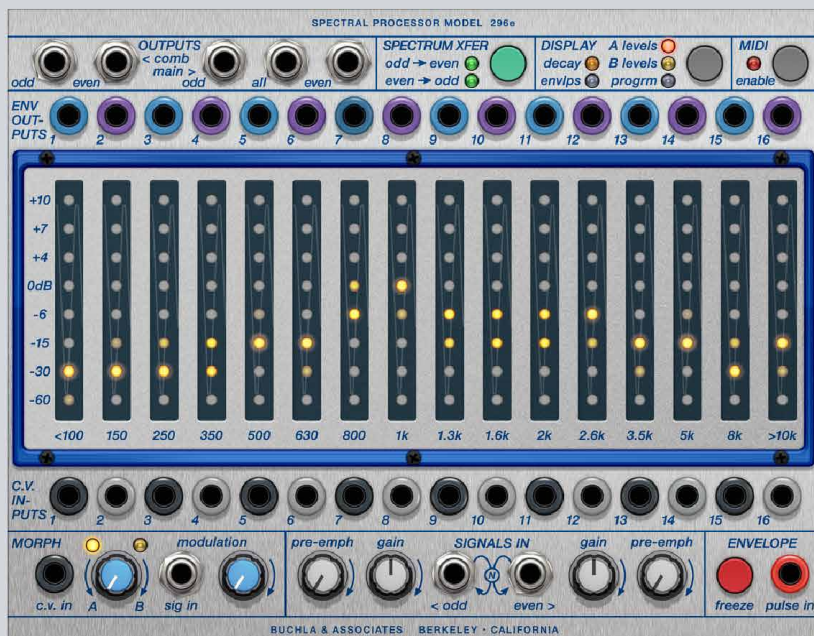 SPECTRAL PROCESSOR MODEL 296e
OUTPUTS
< comb
main >
odd
even
odd
all
even
SPECTRUM XFER
odd → even
even → odd
DISPLAY
A levels
decay
B levels
envlps
progrm
MIDI
enable
ENV
OUT-
PUTS
1 2 3 4 5 6 7 8 9 10 11 12 13 14 15 16
+10
+7
+4
0dB
-6
-15
-30
-60
<100 150 250 350 500 630 800 1k 1.3k 1.6k 2k 2.6k 3.5k 5k 8k >10k
C.V.
IN-
PUTS
1 2 3 4 5 6 7 8 9 10 11 12 13 14 15 16
MORPH
c.v. in
A
B
modulation
sig in
pre-emph
gain
SIGNALS IN
N
< odd
even >
gain
pre-emph
ENVELOPE
freeze
pulse in
BUCHLA & ASSOCIATES BERKELEY • CALIFORNIA